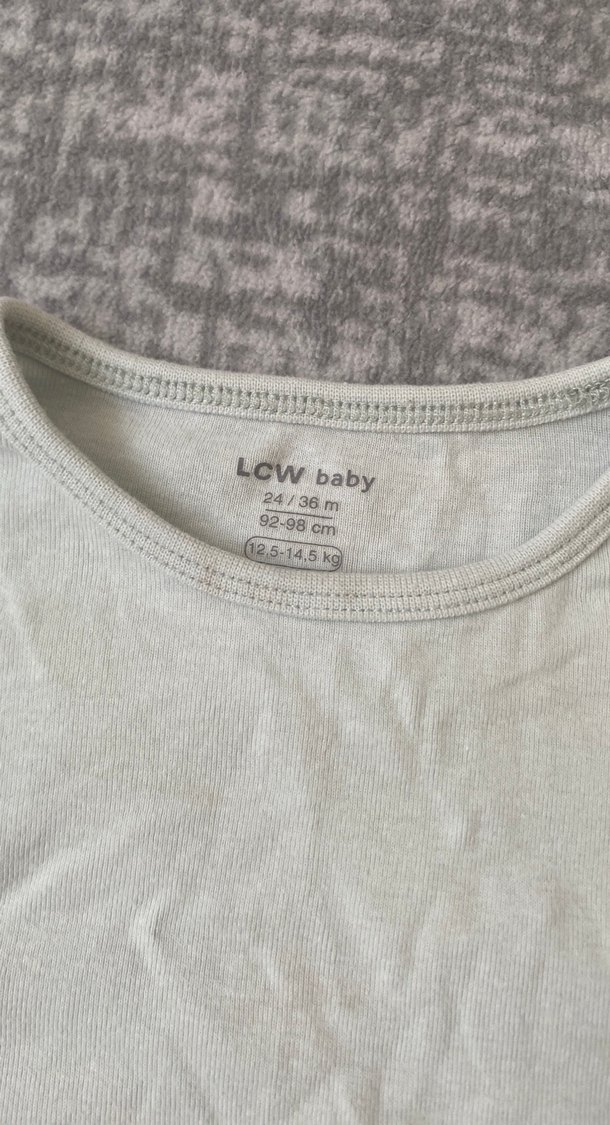 LCW baby
24 / 36 m
92-98 cm
12,5-14,5 kg